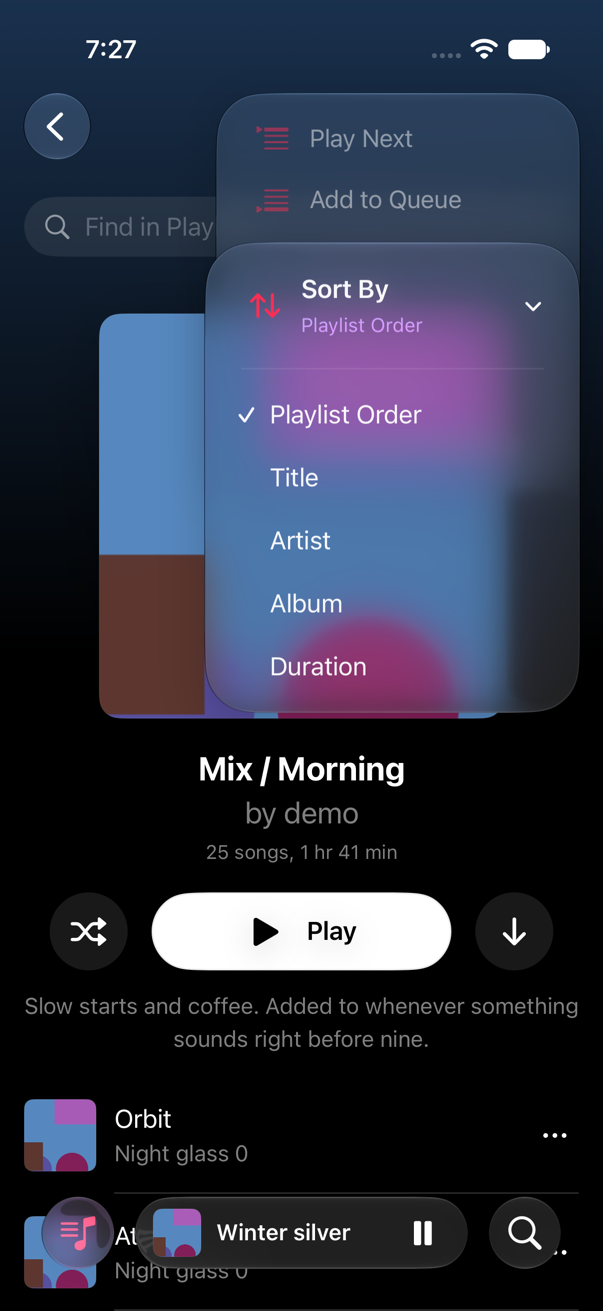 7:27
Play Next
Add to Queue
Find in Play
Sort By
Playlist Order
Playlist Order
Title
Artist
Album
Duration
Mix / Morning
by demo
25 songs, 1 hr 41 min
Play
Slow starts and coffee. Added to whenever something
sounds right before nine.
Orbit
Night glass 0
At
Winter silver
Night glass 0